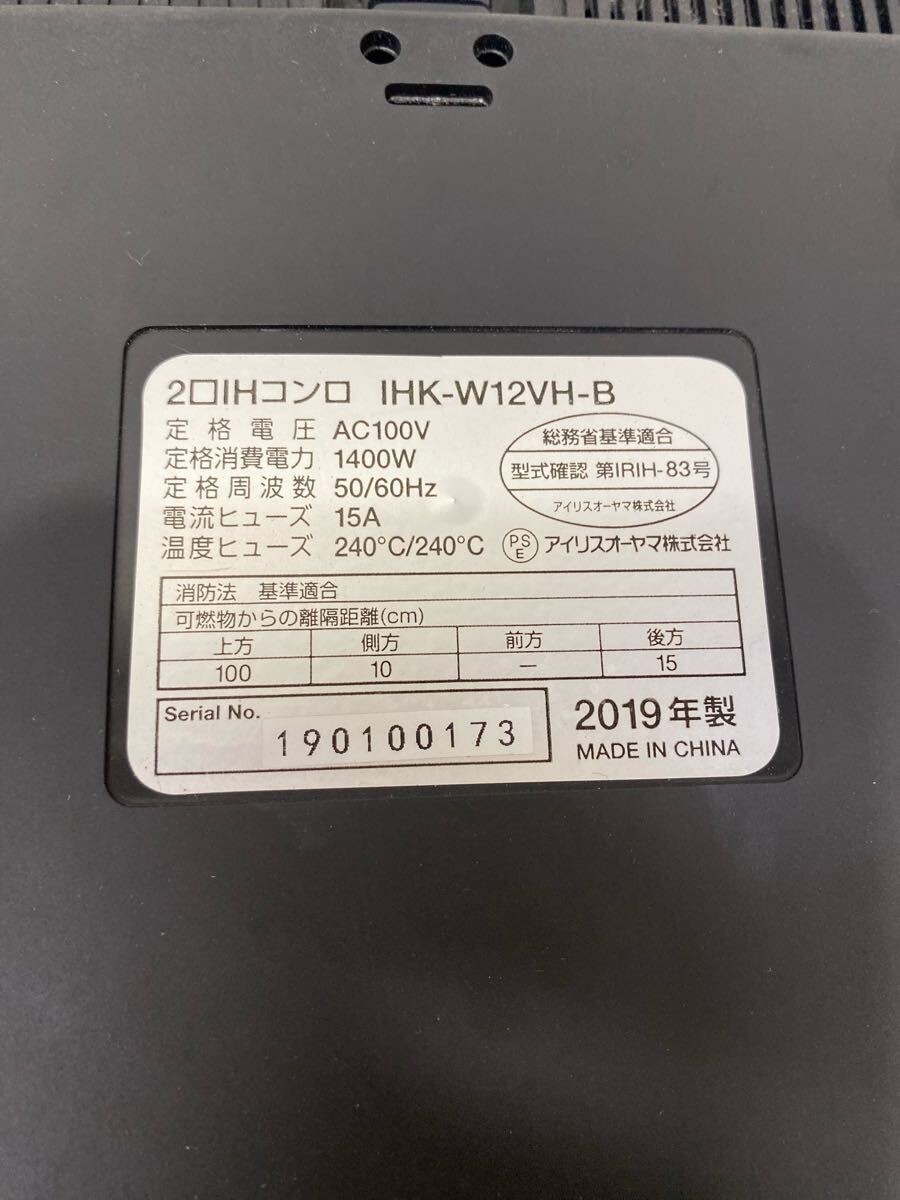 2口IHコンロ IHK-W12VH-B
定格電圧 AC100V
定格消費電力 1400W
定格周波数 50/60Hz
電流ヒューズ 15A
温度ヒューズ 240°C/240°C
総務省基準適合
型式確認 第IRIH-83号
アイリスオーヤマ株式会社
PS
E
アイリスオーヤマ株式会社
消防法 基準適合
可燃物からの離隔距離(cm)
上方 側方 前方 後方
100 10 — 15
Serial No.
190100173
2019年製
MADE IN CHINA